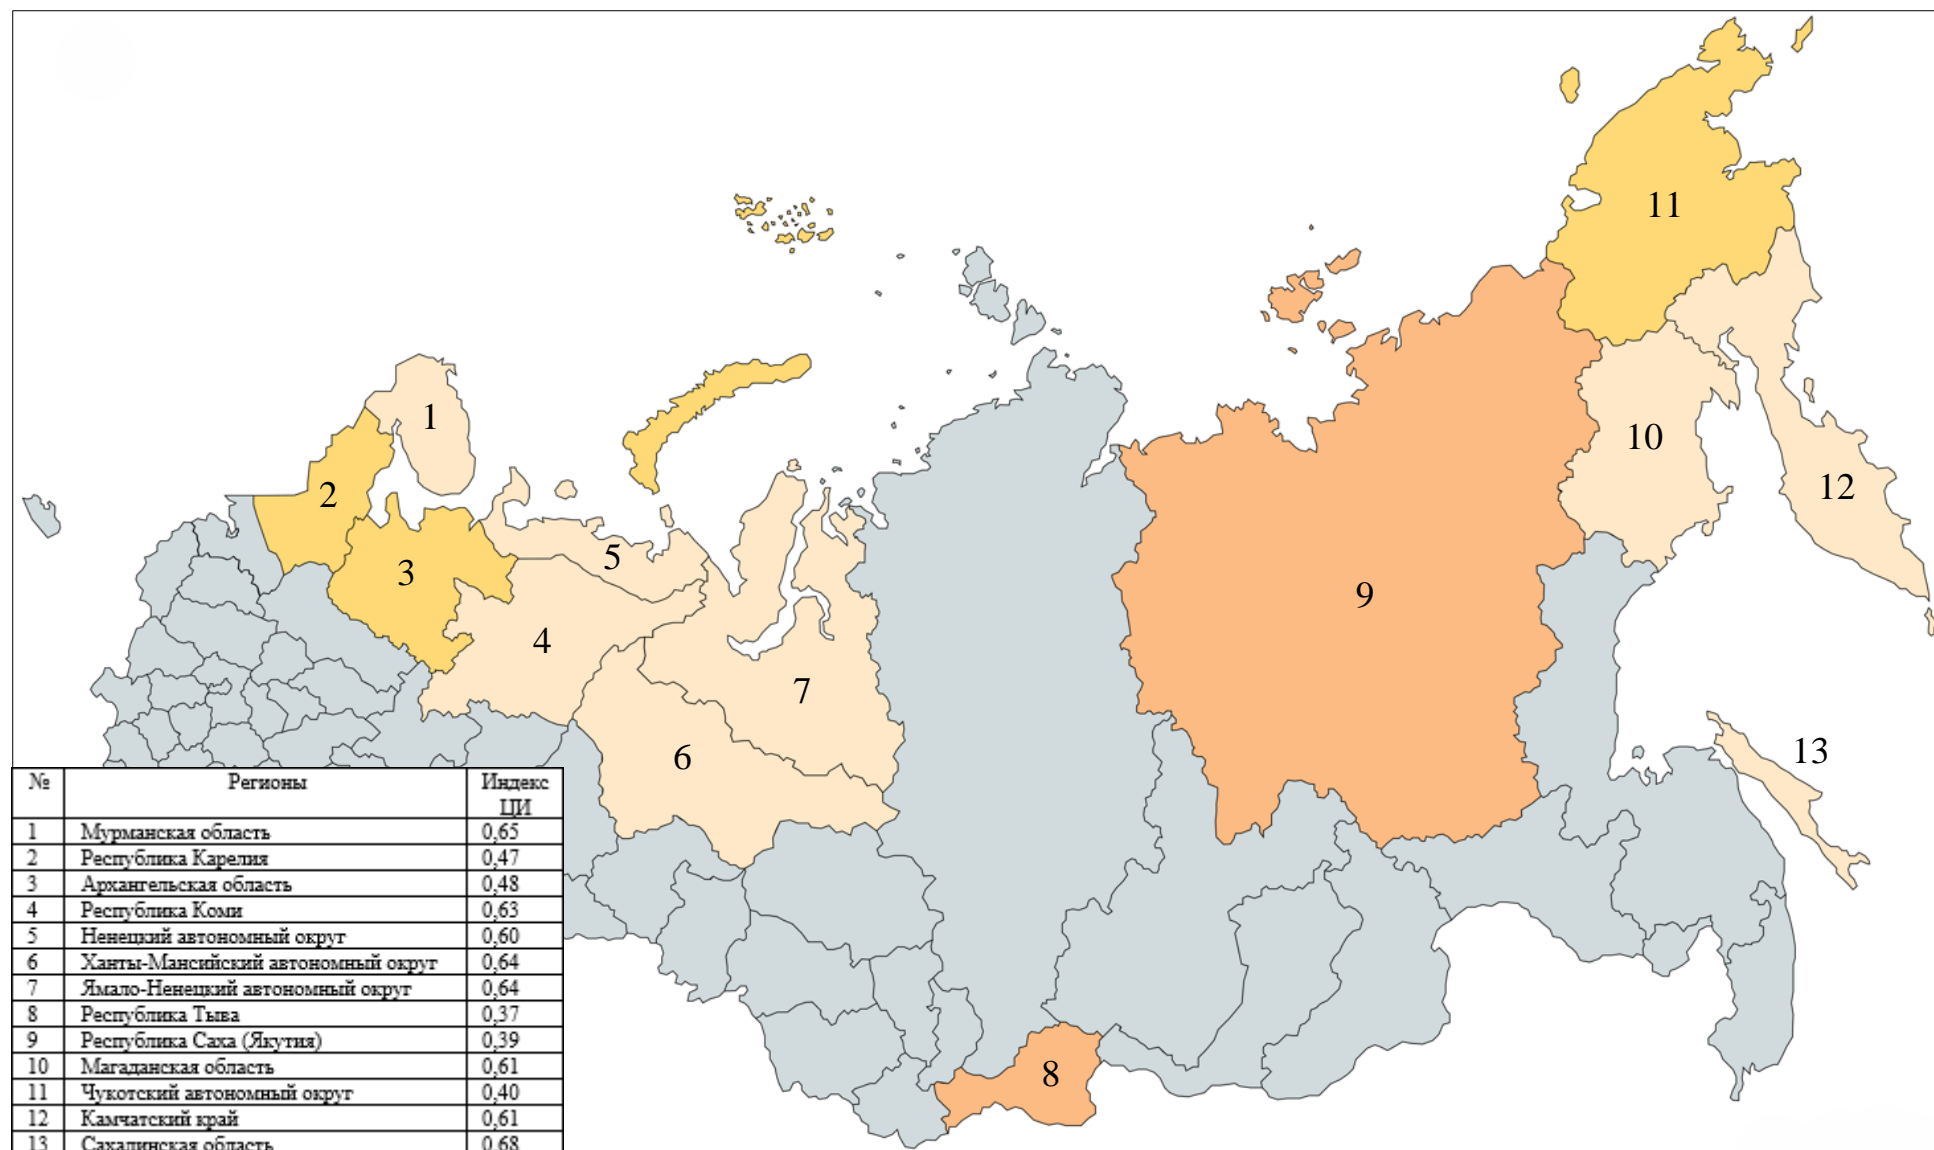 11
1
10
2
12
5
3
9
4
7
13
6
8
№ Регионы Индекс
ЦИ
1 Мурманская область 0,65
2 Республика Карелия 0,47
3 Архангельская область 0,48
4 Республика Коми 0,63
5 Ненецкий автономный округ 0,60
6 Ханты-Мансийский автономный округ 0,64
7 Ямало-Ненецкий автономный округ 0,64
8 Республика Тыва 0,37
9 Республика Саха (Якутия) 0,39
10 Магаданская область 0,61
11 Чукотский автономный округ 0,40
12 Камчатский край 0,61
13 Сахалинская область 0,68